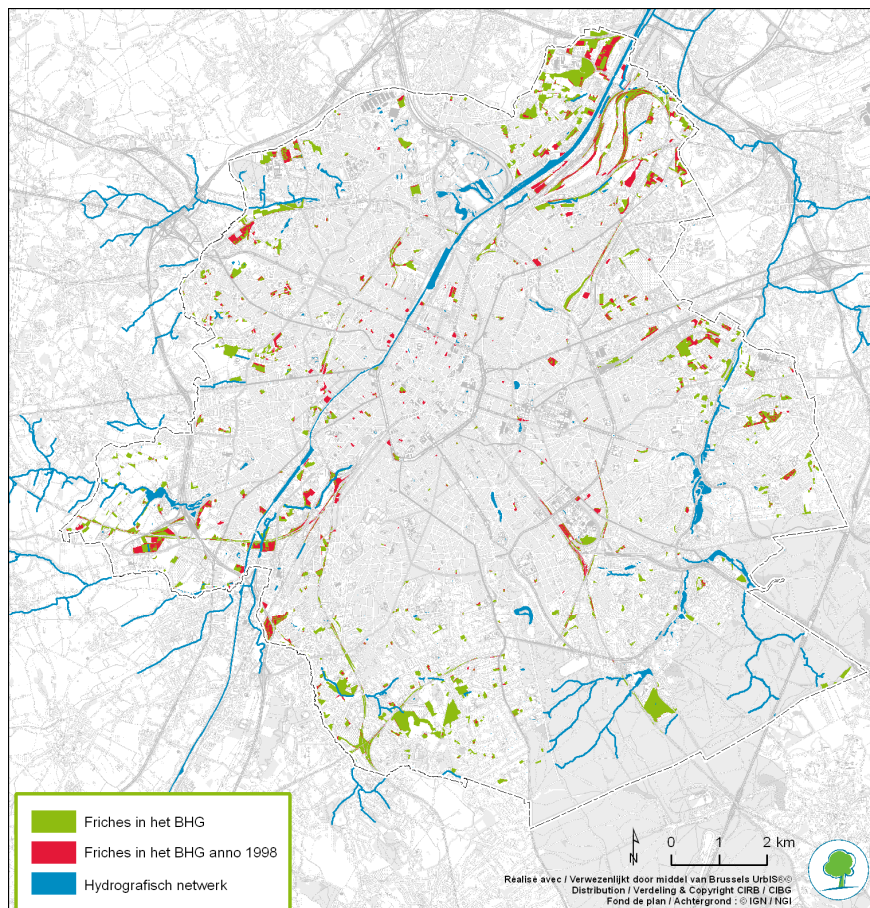 Friches in het BHG
Friches in het BHG anno 1998
Hydrografisch netwerk
N
0 1 2 km
Réalisé avec / Verwezenlijkt door middel van Brussels UrbIS®©
Distribution / Verdeling & Copyright CIRB / CIBG
Fond de plan / Achtergrond : © IGN / NGI